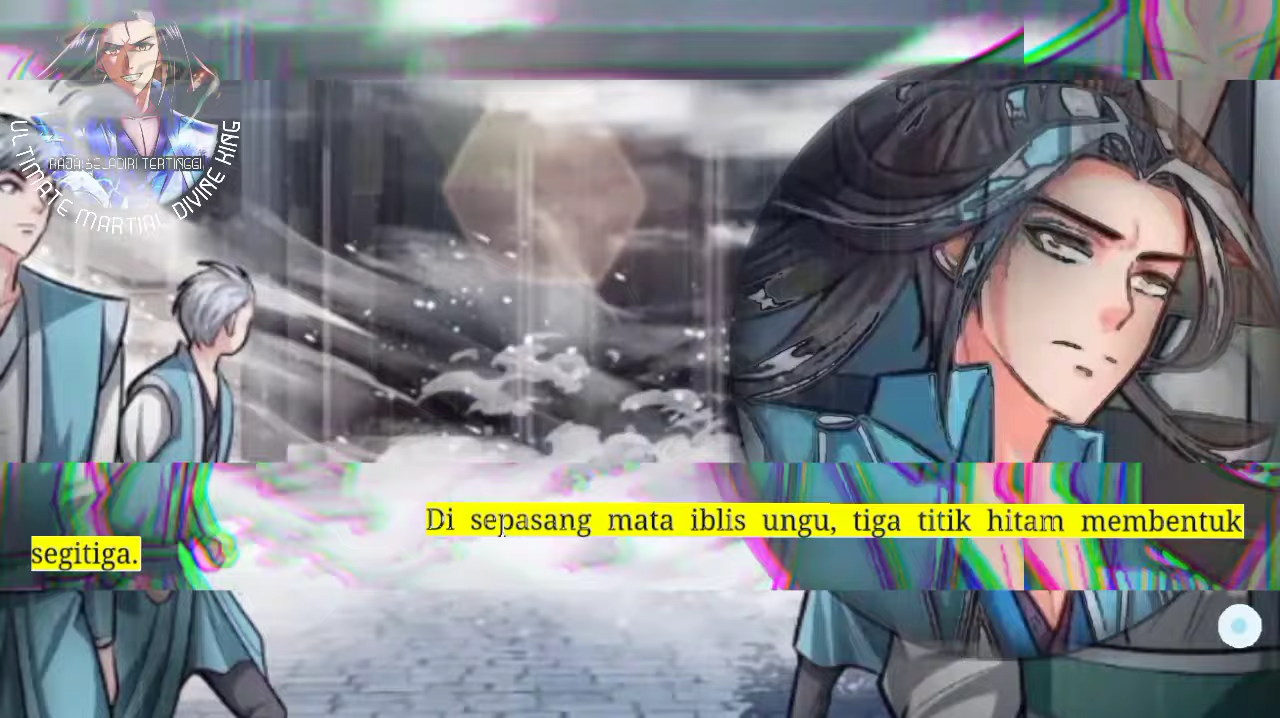 RAJA BELADIRI TERTINGGI
ULTIMATE MARTIAL DIVINE KING
Di sepasang mata iblis ungu, tiga titik hitam membentuk
segitiga.